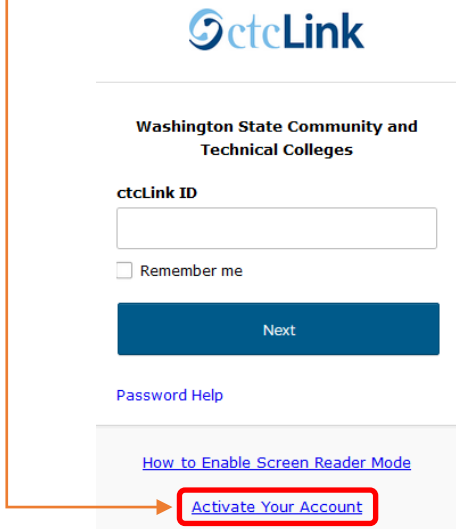 ctcLink
Washington State Community and
Technical Colleges
ctcLink ID
Remember me
Next
Password Help
How to Enable Screen Reader Mode
Activate Your Account